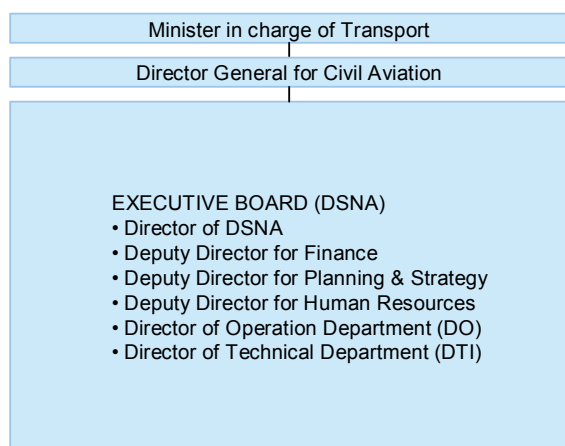 Minister in charge of Transport
Director General for Civil Aviation
EXECUTIVE BOARD (DSNA)
• Director of DSNA
• Deputy Director for Finance
• Deputy Director for Planning & Strategy
• Deputy Director for Human Resources
• Director of Operation Department (DO)
• Director of Technical Department (DTI)